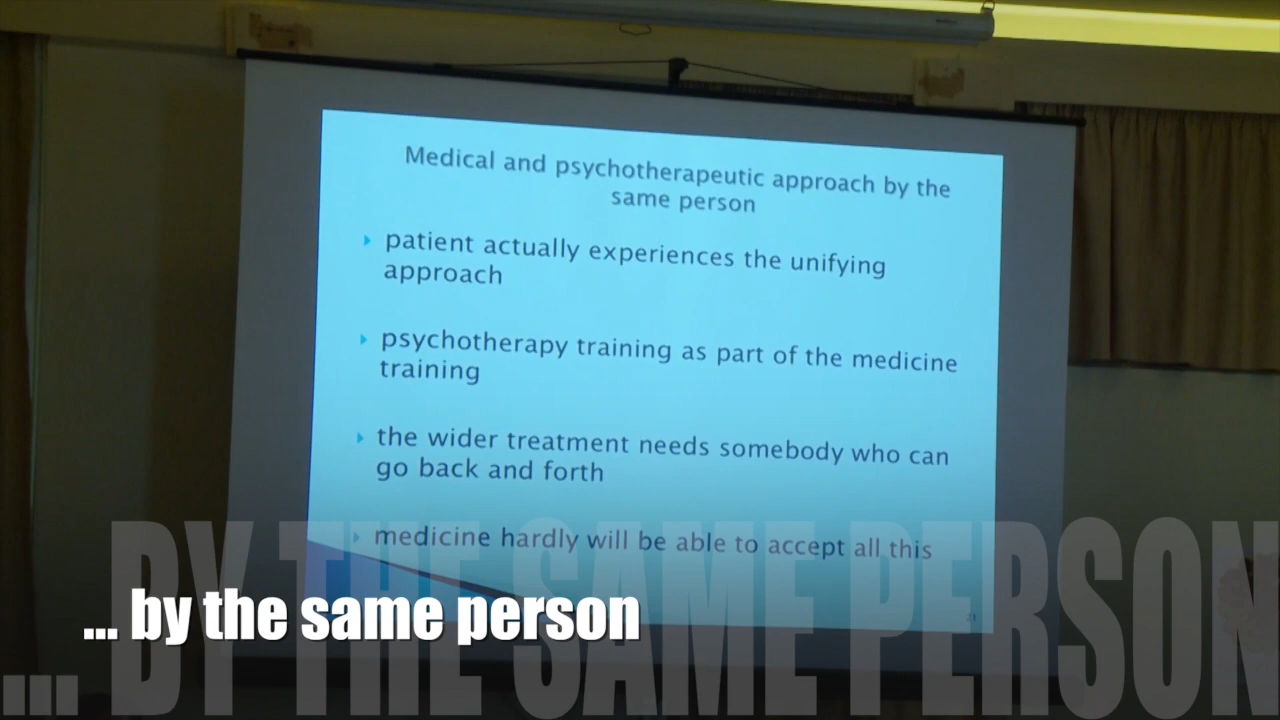 Medical and psychotherapeutic approach by the
same person
patient actually experiences the unifying
approach
psychotherapy training as part of the medicine
training
the wider treatment needs somebody who can
go back and forth
medicine hardly will be able to accept all this
21
... BY THE SAME PERSON
... by the same person